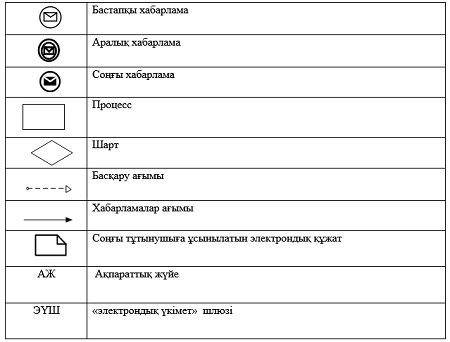 Бастапқы хабарлама
Аралық хабарлама
Соңғы хабарлама
Процесс
Шарт
Басқару ағымы
Хабарламалар ағымы
Соңғы тұтынушыға ұсынылатын электрондық құжат
АЖ Ақпараттық жүйе
ЭҮШ «электрондық үкімет» шлюзі